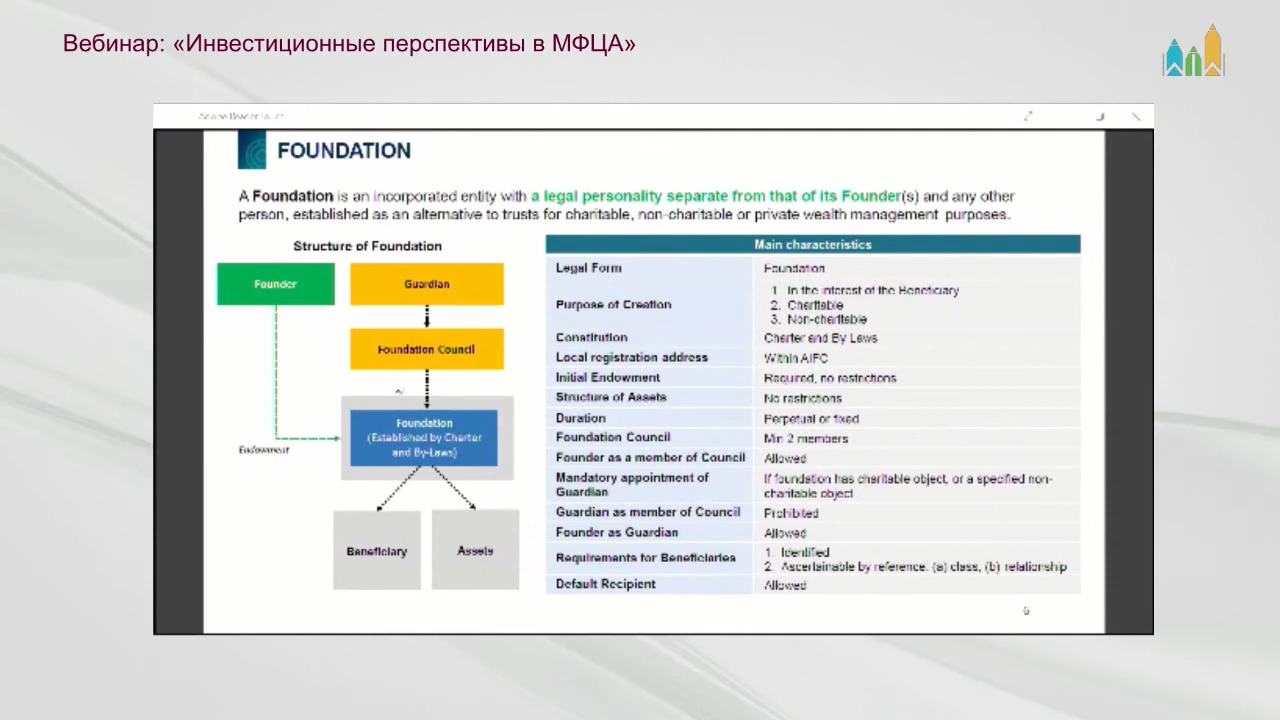 Вебинар: «Инвестиционные перспективы в МФЦА»
FOUNDATION
A Foundation is an incorporated entity with a legal personality separate from that of its Founder(s) and any other
person, established as an alternative to trusts for charitable, non-charitable or private wealth management purposes.
Structure of Foundation
Founder
Guardian
Foundation Council
Foundation
(Established by Charter
and By-Laws)
Endowment
Beneficiary
Assets
Main characteristics
Legal Form
Foundation
Purpose of Creation
1. In the interest of the Beneficiary
2. Charitable
3. Non-charitable
Constitution
Charter and By Laws
Local registration address
Within AIFC
Initial Endowment
Required, no restrictions
Structure of Assets
No restrictions
Duration
Perpetual or fixed
Foundation Council
Min 2 members
Founder as a member of Council
Allowed
Mandatory appointment of
Guardian
If foundation has charitable object, or a specified non-
charitable object
Guardian as member of Council
Prohibited
Founder as Guardian
Allowed
Requirements for Beneficiaries
1. Identified
2. Ascertainable by reference: (a) class, (b) relationship
Default Recipient
Allowed
6